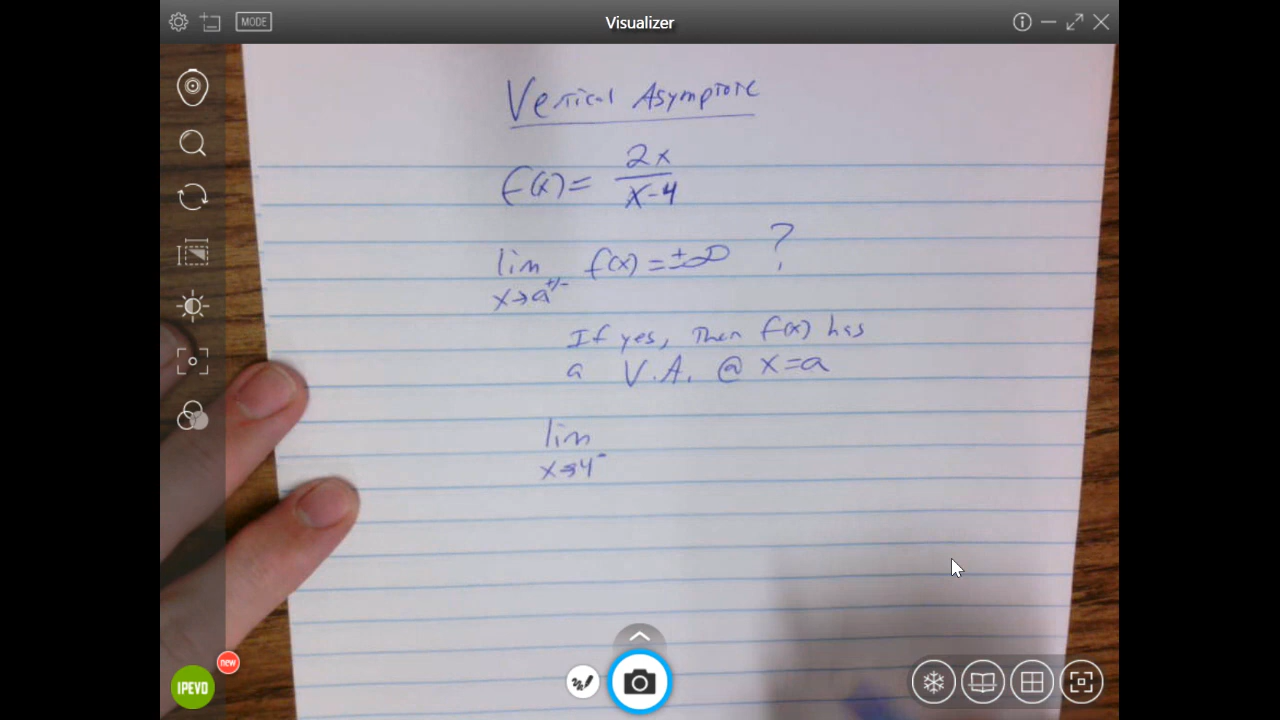 MODE
Visualizer
Vertical Asymptote
f(x) = 2x / x-4
lim x→a+/- f(x) = ±∞ ?
If yes, Then f(x) has
a V.A. @ x=a
lim x→4-
new
IPEVO